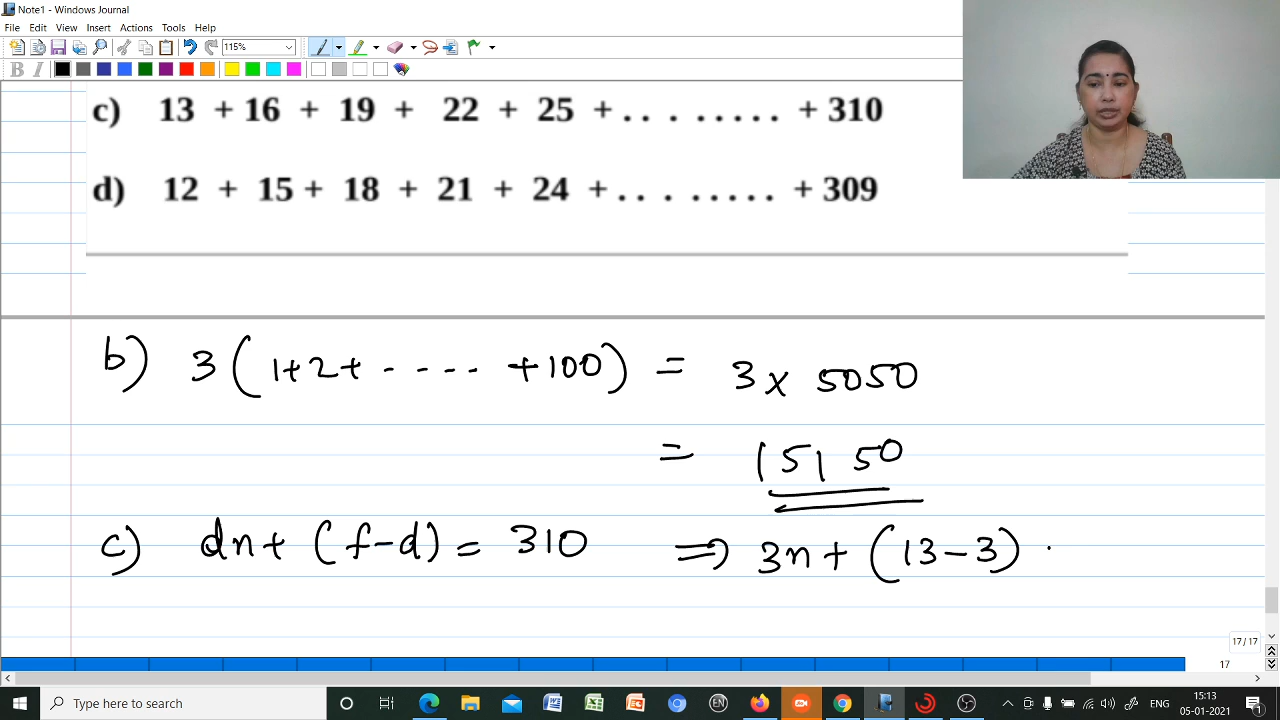 Note1 - Windows Journal
File Edit View Insert Actions Tools Help
115%
B I
c) 13 + 16 + 19 + 22 + 25 + . . . . . . . . + 310
d) 12 + 15 + 18 + 21 + 24 + . . . . . . . . + 309
b) 3 ( 1+2+ ----- +100) = 3 x 5050
= 15150
c) dn + (f-d) = 310 ⇒ 3n + (13-3) .
17 / 17
17
Type here to search
ENG
15:13
05-01-2021